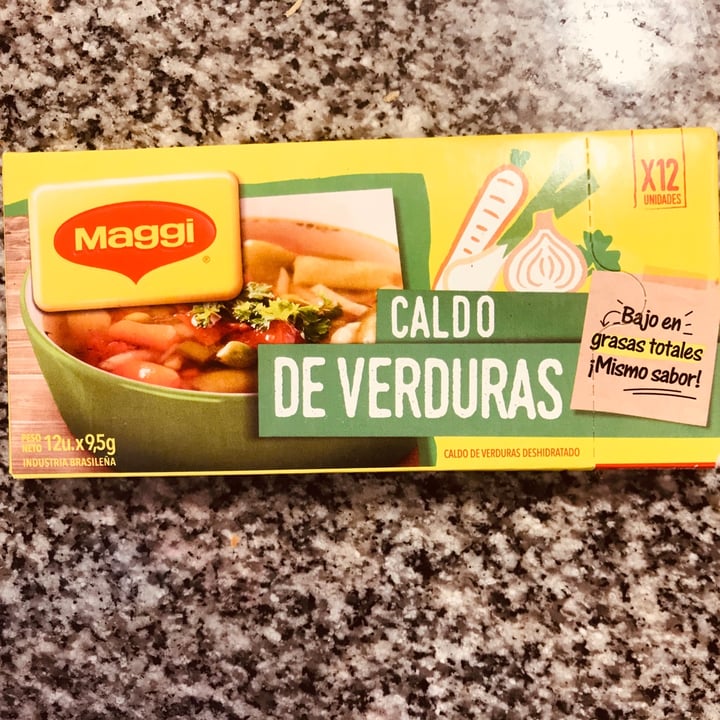 Maggi
®
X12
UNIDADES
CALDO
DE VERDURAS
Bajo en
grasas totales
¡Mismo sabor!
PESO
NETO 12u.x9,5g
INDUSTRIA BRASILEÑA
CALDO DE VERDURAS DESHIDRATADO